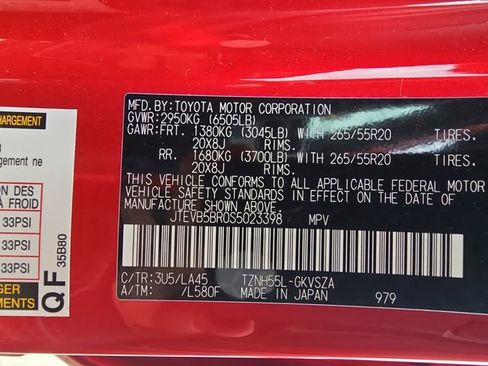 HARGEMENT
gement ne
ON DES
À FROID
33PSI
33PSI
33PSI
GER
EMENTS
QF
35B80
MFD.BY:TOYOTA MOTOR CORPORATION
GVWR:2950KG (6505LB)
GAWR:FRT. 1380KG (3045LB) WITH 265/55R20 TIRES.
20X8J RIMS.
RR. 1680KG (3700LB) WITH 265/55R20 TIRES.
20X8J RIMS.
THIS VEHICLE CONFORMS TO ALL APPLICABLE FEDERAL MOTOR
VEHICLE SAFETY STANDARDS IN EFFECT ON THE DATE OF
MANUFACTURE SHOWN ABOVE.
JTEVB5BR0S5023398 MPV
C/TR:3U5/LA45 TZNH55L-GKVSZA
A/TM: /L580F MADE IN JAPAN 979